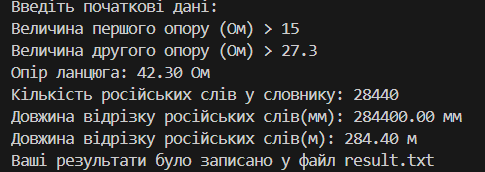 Введіть початкові дані:
Величина першого опору (Ом) > 15
Величина другого опору (Ом) > 27.3
Опір ланцюга: 42.30 Ом
Кількість російських слів у словнику: 28440
Довжина відрізку російських слів(мм): 284400.00 мм
Довжина відрізку російських слів(м): 284.40 м
Ваші результати було записано у файл result.txt